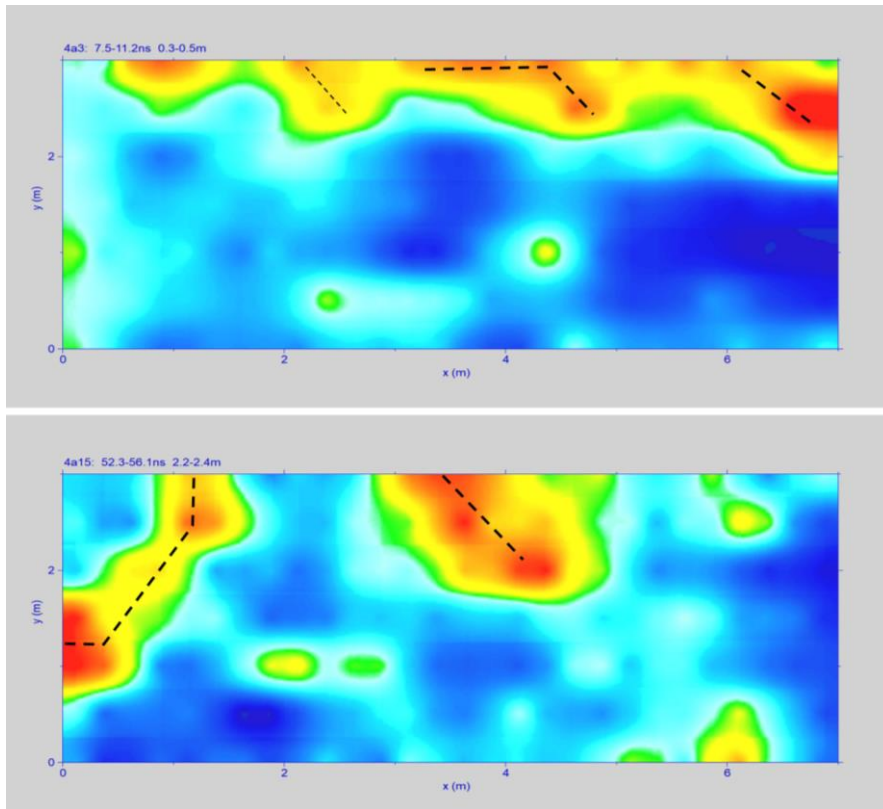 4a3: 7.5-11.2ns 0.3-0.5m
2
y (m)
0
0 2 4 6
x (m)
4a15: 52.3-56.1ns 2.2-2.4m
2
y (m)
0
0 2 4 6
x (m)